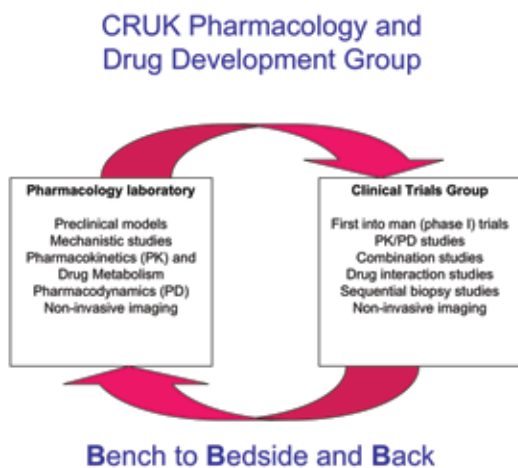 CRUK Pharmacology and
Drug Development Group
Pharmacology laboratory
Preclinical models
Mechanistic studies
Pharmacokinetics (PK) and
Drug Metabolism
Pharmacodynamics (PD)
Non-invasive imaging
Clinical Trials Group
First into man (phase I) trials
PK/PD studies
Combination studies
Drug interaction studies
Sequential biopsy studies
Non-invasive imaging
Bench to Bedside and Back